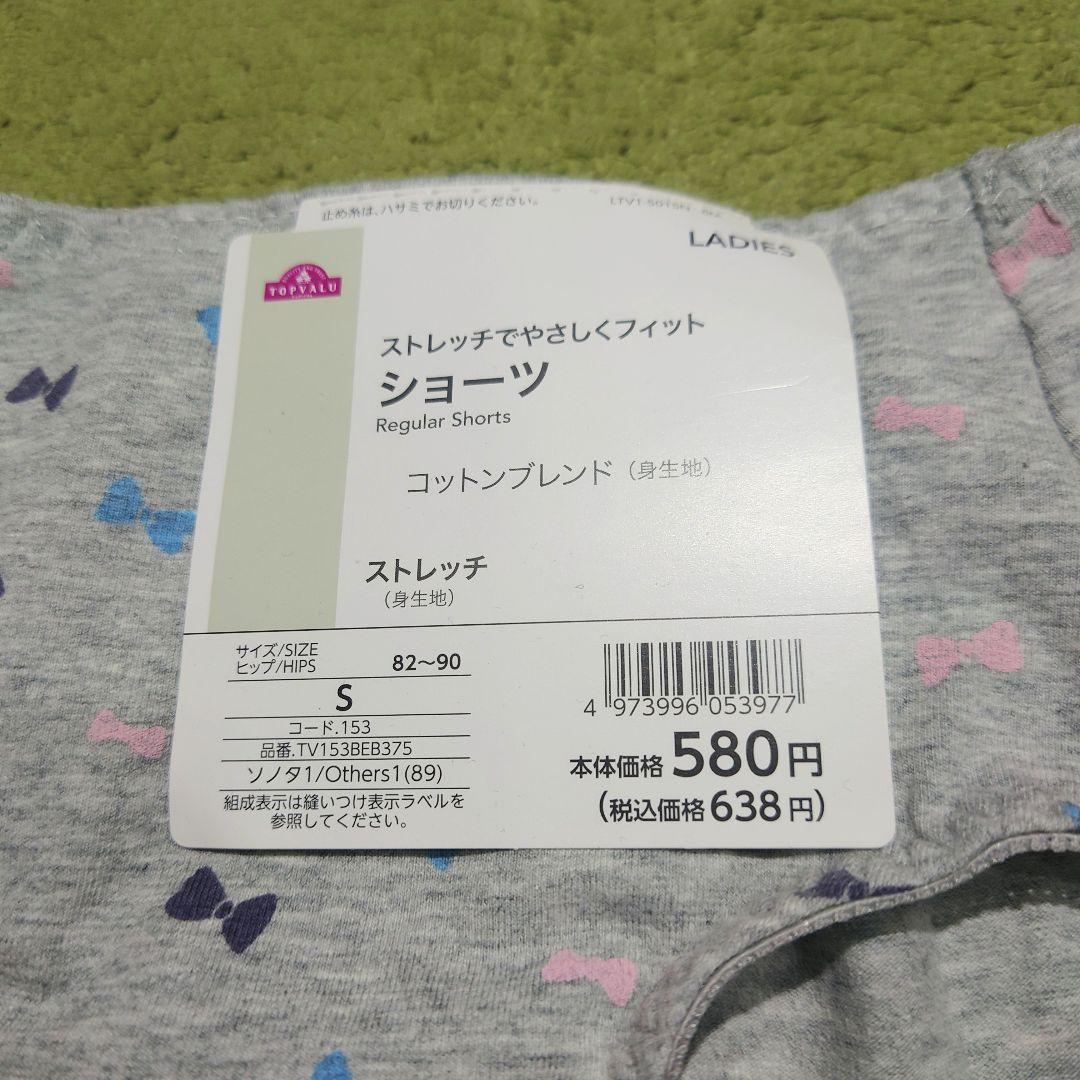 止め糸は、ハサミでお切りください。
LADIES
TOPVALU
ストレッチでやさしくフィット
ショーツ
Regular Shorts
コットンブレンド（身生地）
ストレッチ
（身生地）
サイズ/SIZE
ヒップ/HIPS 82～90
S
コード.153
品番.TV153BEB375
ソノタ1/Others1(89)
組成表示は縫いつけ表示ラベルを
参照してください。
4 973996 053977
本体価格 580 円
（税込価格 638 円）